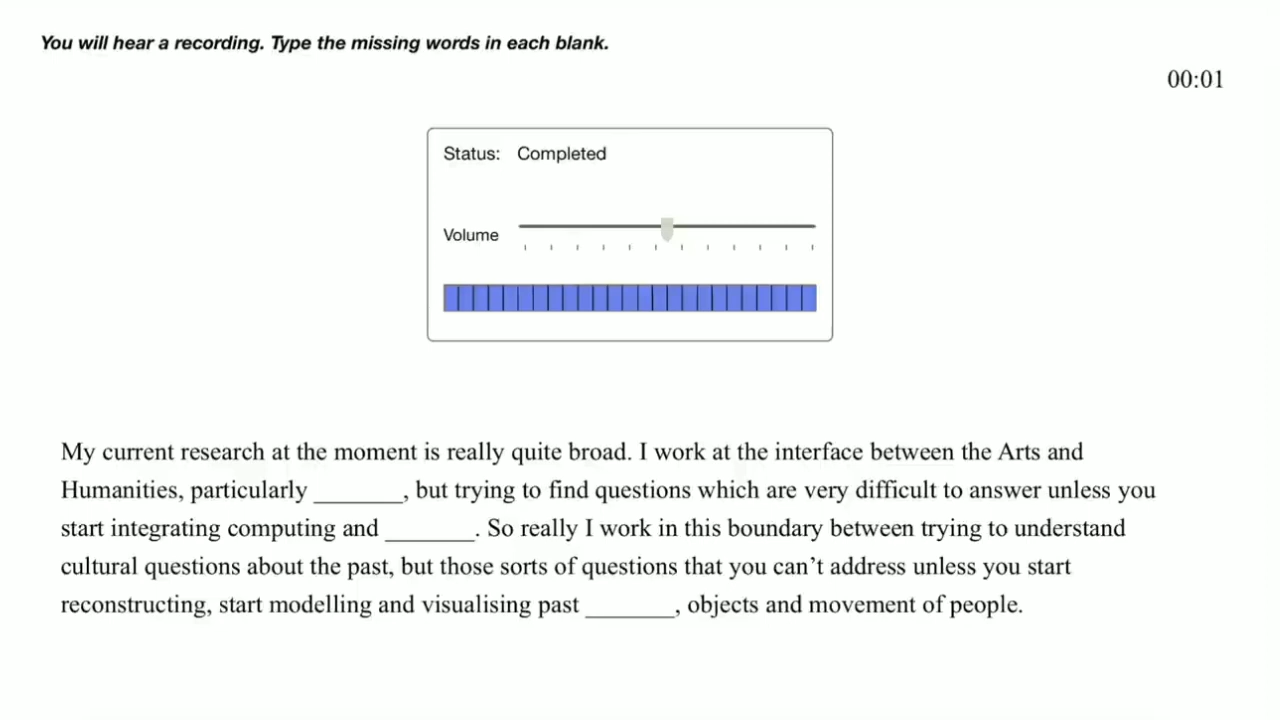 You will hear a recording. Type the missing words in each blank.
00:01
Status: Completed
Volume
My current research at the moment is really quite broad. I work at the interface between the Arts and
Humanities, particularly _______, but trying to find questions which are very difficult to answer unless you
start integrating computing and _______. So really I work in this boundary between trying to understand
cultural questions about the past, but those sorts of questions that you can’t address unless you start
reconstructing, start modelling and visualising past _______, objects and movement of people.